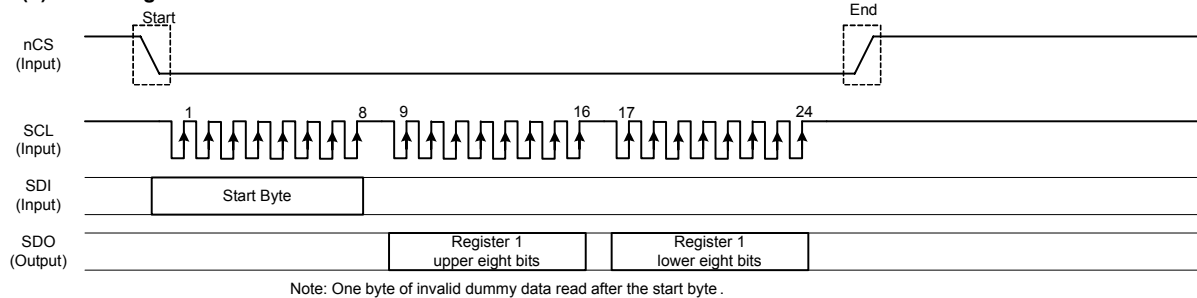 Start
End
nCS
(Input)
1
8
9
16
17
24
SCL
(Input)
SDI
(Input)
Start Byte
SDO
(Output)
Register 1
upper eight bits
Register 1
lower eight bits
Note: One byte of invalid dummy data read after the start byte.